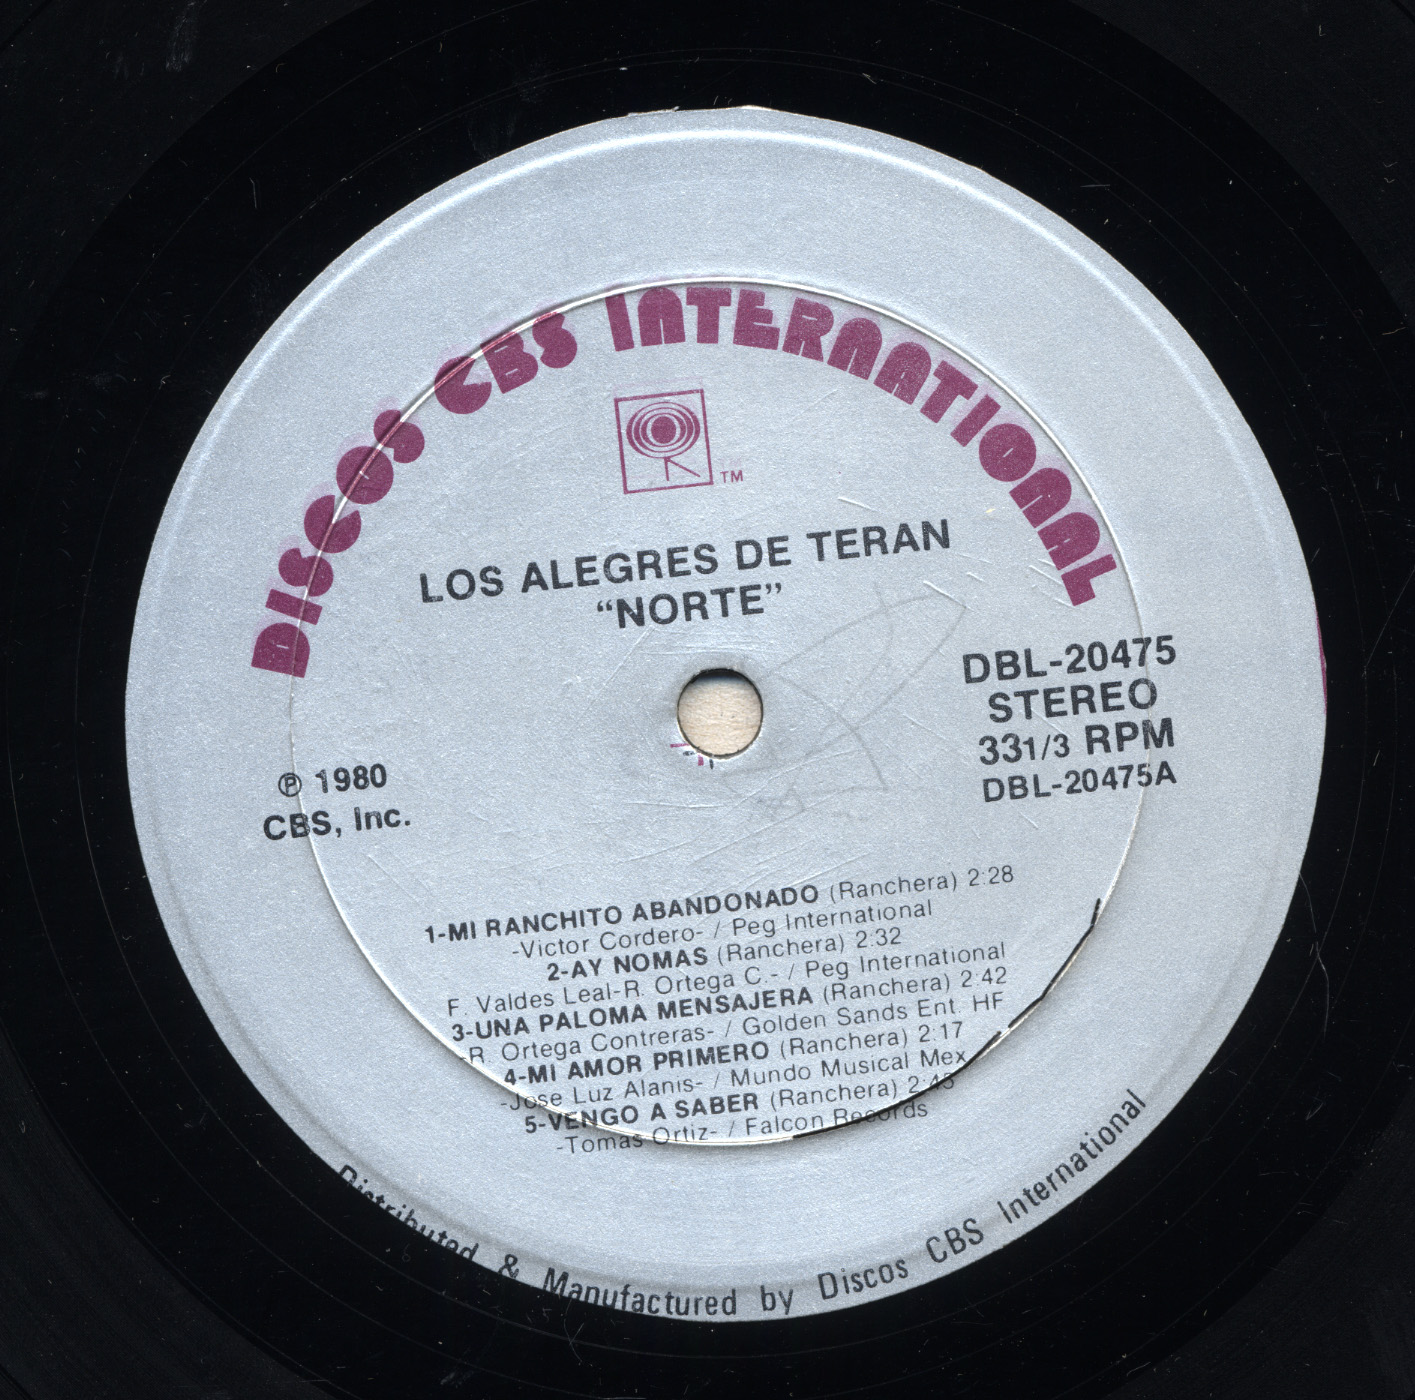 DISCOS CBS INTERNATIONAL
TM
LOS ALEGRES DE TERAN
“NORTE”
DBL-20475
STEREO
33 1/3 RPM
DBL-20475A
℗ 1980
CBS, Inc.
1-MI RANCHITO ABANDONADO (Ranchera) 2:28
-Victor Cordero- / Peg International
2-AY NOMAS (Ranchera) 2:32
F. Valdes Leal-R. Ortega C.- / Peg International
3-UNA PALOMA MENSAJERA (Ranchera) 2:42
-R. Ortega Contreras- / Golden Sands Ent. HF
4-MI AMOR PRIMERO (Ranchera) 2:17
-Jose Luz Alanis- / Mundo Musical Mex
5-VENGO A SABER (Ranchera) 2:45
-Tomas Ortiz- / Falcon Records
Distributed & Manufactured by Discos CBS International